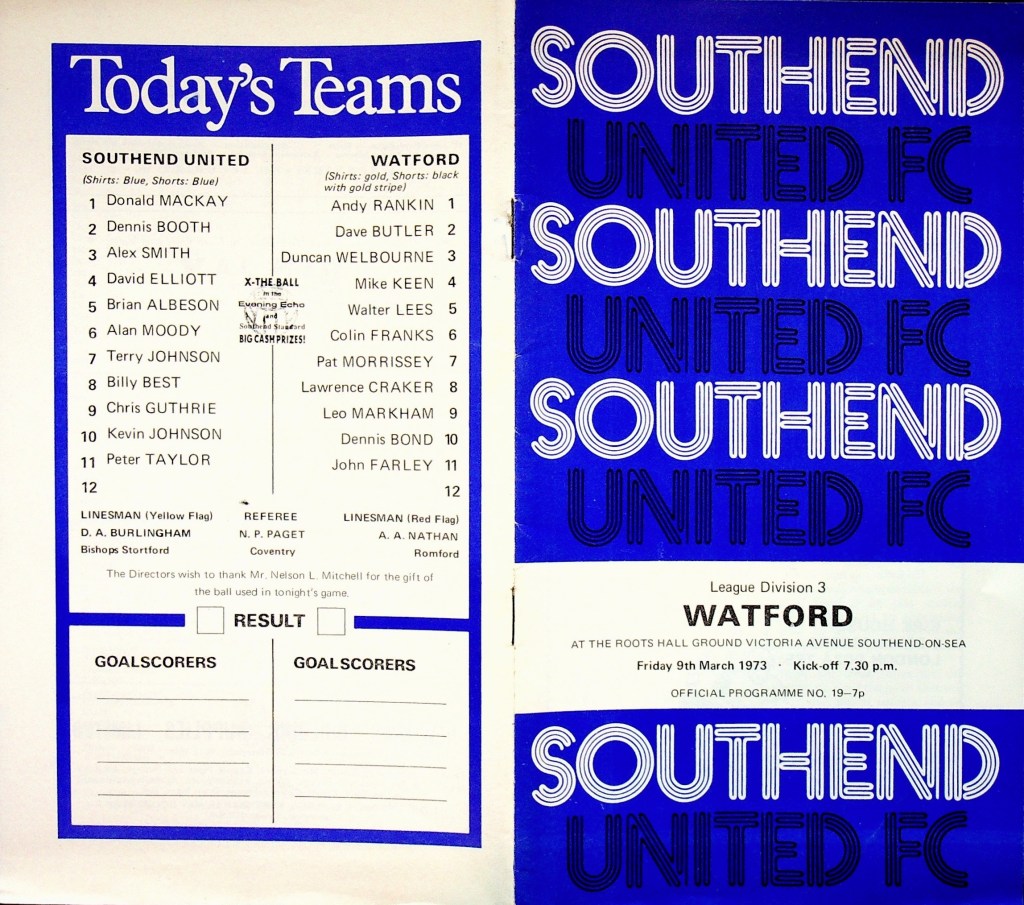 Today's Teams
SOUTHEND UNITED
(Shirts: Blue, Shorts: Blue)
1 Donald MACKAY
2 Dennis BOOTH
3 Alex SMITH
4 David ELLIOTT
5 Brian ALBESON
6 Alan MOODY
7 Terry JOHNSON
8 Billy BEST
9 Chris GUTHRIE
10 Kevin JOHNSON
11 Peter TAYLOR
12
X-THE BALL
in the
Evening Echo
and
Southend Standard
BIG CASH PRIZES!
WATFORD
(Shirts: gold, Shorts: black
with gold stripe)
Andy RANKIN 1
Dave BUTLER 2
Duncan WELBOURNE 3
Mike KEEN 4
Walter LEES 5
Colin FRANKS 6
Pat MORRISSEY 7
Lawrence CRAKER 8
Leo MARKHAM 9
Dennis BOND 10
John FARLEY 11
12
LINESMAN (Yellow Flag)
D. A. BURLINGHAM
Bishops Stortford
REFEREE
N. P. PAGET
Coventry
LINESMAN (Red Flag)
A. A. NATHAN
Romford
The Directors wish to thank Mr. Nelson L. Mitchell for the gift of
the ball used in tonight's game.
RESULT
GOALSCORERS
GOALSCORERS
SOUTHEND
UNITED FC
SOUTHEND
UNITED FC
SOUTHEND
UNITED FC
League Division 3
WATFORD
AT THE ROOTS HALL GROUND VICTORIA AVENUE SOUTHEND-ON-SEA
Friday 9th March 1973 · Kick-off 7.30 p.m.
OFFICIAL PROGRAMME NO. 19—7p
SOUTHEND
UNITED FC